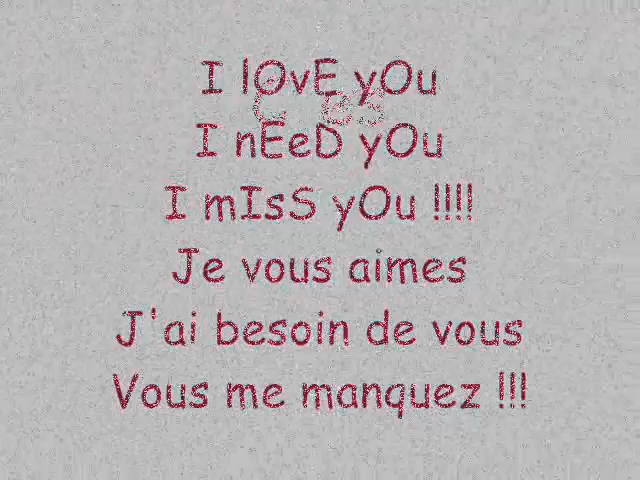 I lOvE yOu
I nEeD yOu
I mIsS yOu !!!!
Je vous aimes
J'ai besoin de vous
Vous me manquez !!!